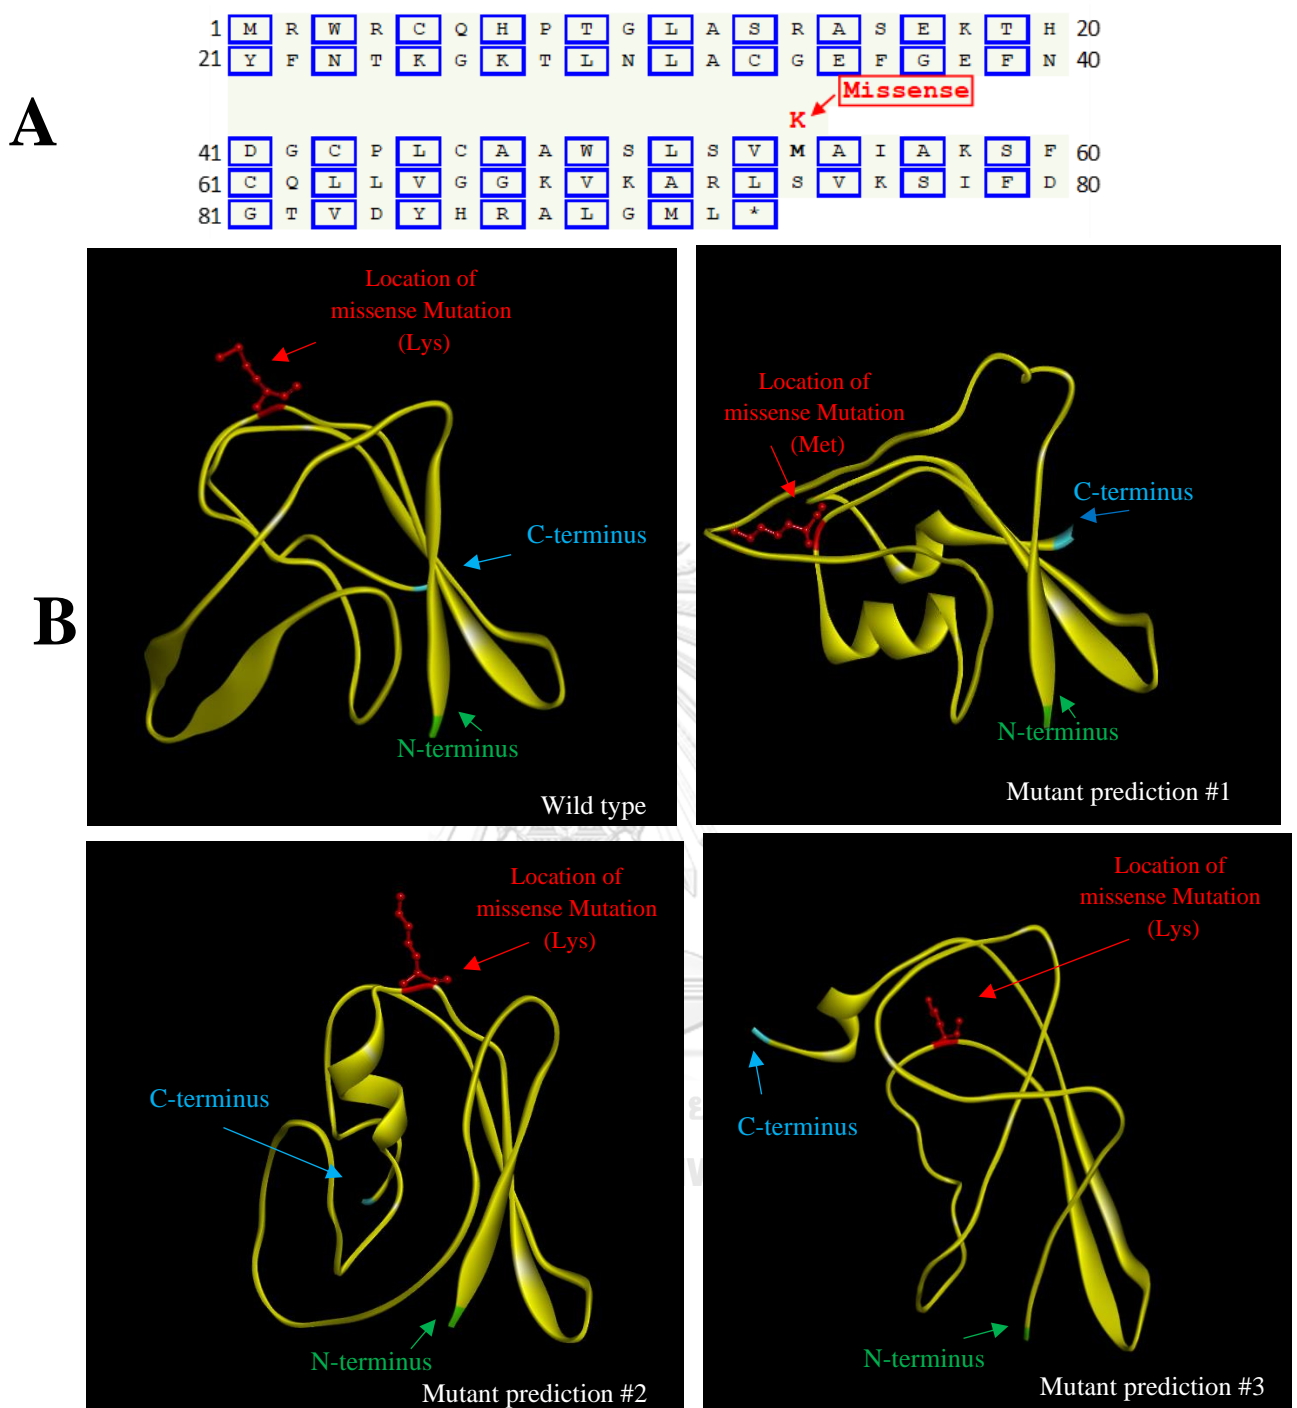 A
1 M R W R C Q H P T G L A S R A S E K T H 20
21 Y F N T K G K T L N L A C G E F G E F N 40
Missense
K
41 D G C P L C A A W S L S V M A I A K S F 60
61 C Q L L V G G K V K A R L S V K S I F D 80
81 G T V D Y H R A L G M L *
B
Location of
missense Mutation
(Lys)
C-terminus
N-terminus
Wild type
Location of
missense Mutation
(Met)
C-terminus
N-terminus
Mutant prediction #1
Location of
missense Mutation
(Lys)
C-terminus
N-terminus
Mutant prediction #2
Location of
missense Mutation
(Lys)
C-terminus
N-terminus
Mutant prediction #3